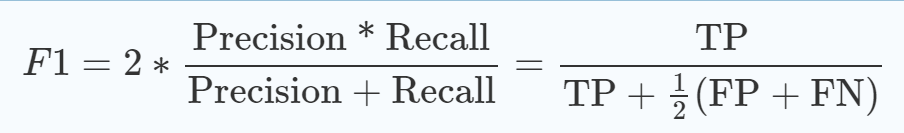 F1 = 2 * Precision * Recall / Precision + Recall = TP / TP + 1/2 (FP + FN)